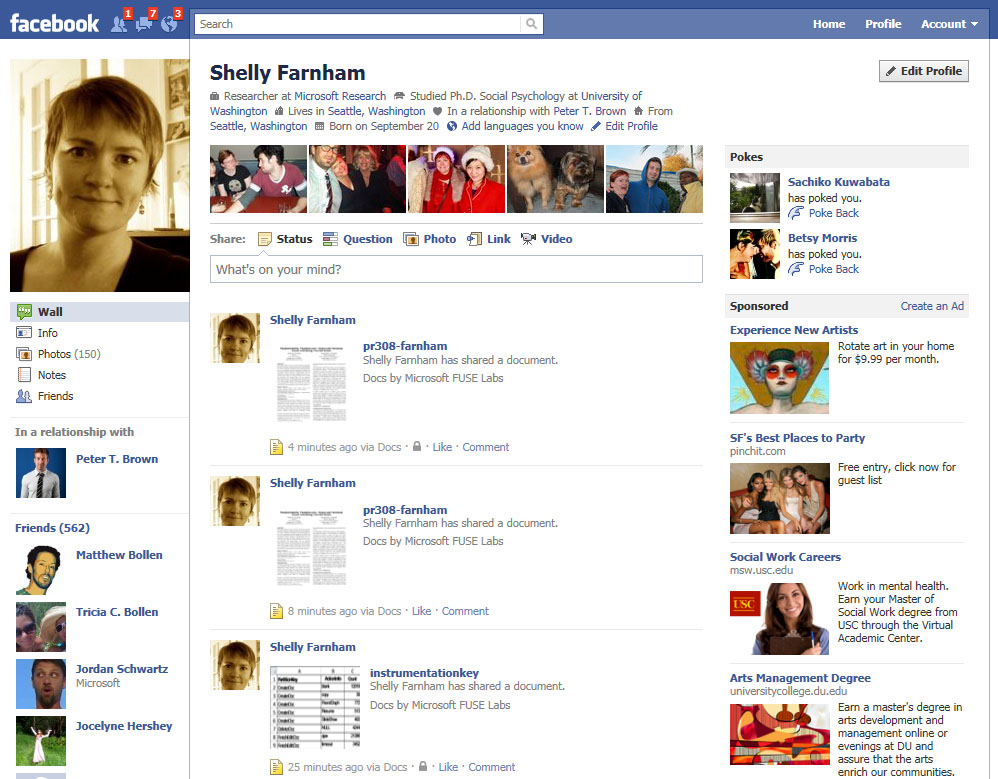 facebook
1
7
3
Search
Home Profile Account
Shelly Farnham
Edit Profile
Researcher at Microsoft Research Studied Ph.D. Social Psychology at University of
Washington Lives in Seattle, Washington In a relationship with Peter T. Brown From
Seattle, Washington Born on September 20 Add languages you know Edit Profile
Share: Status Question Photo Link Video
What's on your mind?
Wall
Info
Photos (150)
Notes
Friends
In a relationship with
Peter T. Brown
Friends (562)
Matthew Bollen
Tricia C. Bollen
Jordan Schwartz
Microsoft
Jocelyne Hershey
Shelly Farnham
pr308-farnham
Shelly Farnham has shared a document.
Docs by Microsoft FUSE Labs
4 minutes ago via Docs · Like · Comment
Shelly Farnham
pr308-farnham
Shelly Farnham has shared a document.
Docs by Microsoft FUSE Labs
8 minutes ago via Docs · Like · Comment
Shelly Farnham
instrumentationkey
Shelly Farnham has shared a document.
Docs by Microsoft FUSE Labs
25 minutes ago via Docs · Like · Comment
Pokes
Sachiko Kuwabata
has poked you.
Poke Back
Betsy Morris
has poked you.
Poke Back
Sponsored Create an Ad
Experience New Artists
Rotate art in your home
for $9.99 per month.
SF's Best Places to Party
pinchit.com
Free entry, click now for
guest list
Social Work Careers
msw.usc.edu
USC
Work in mental health.
Earn your Master of
Social Work degree from
USC through the Virtual
Academic Center.
Arts Management Degree
universitycollege.du.edu
Earn a master's degree in
arts development and
management online or
evenings at DU and
assure that the arts
enrich our communities.